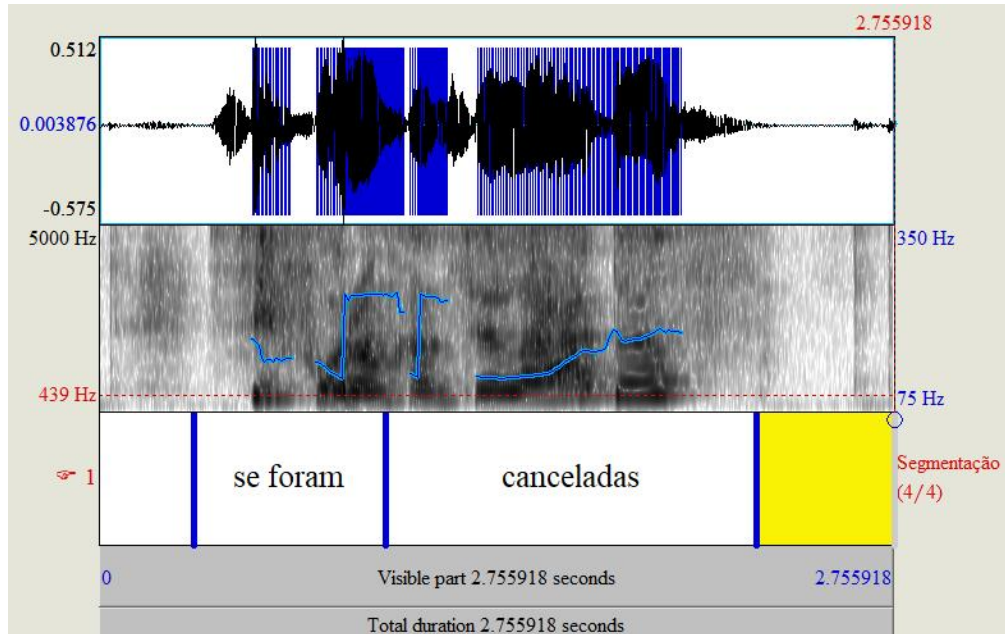 2.755918
0.512
0.003876
-0.575
5000 Hz
350 Hz
439 Hz
75 Hz
☞ 1
se foram
canceladas
Segmentação
(4/4)
0
Visible part 2.755918 seconds
2.755918
Total duration 2.755918 seconds